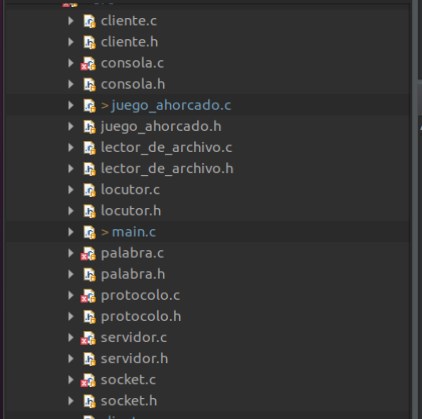 cliente.c
cliente.h
consola.c
consola.h
> juego_ahorcado.c
juego_ahorcado.h
lector_de_archivo.c
lector_de_archivo.h
locutor.c
locutor.h
> main.c
palabra.c
palabra.h
protocolo.c
protocolo.h
servidor.c
servidor.h
socket.c
socket.h